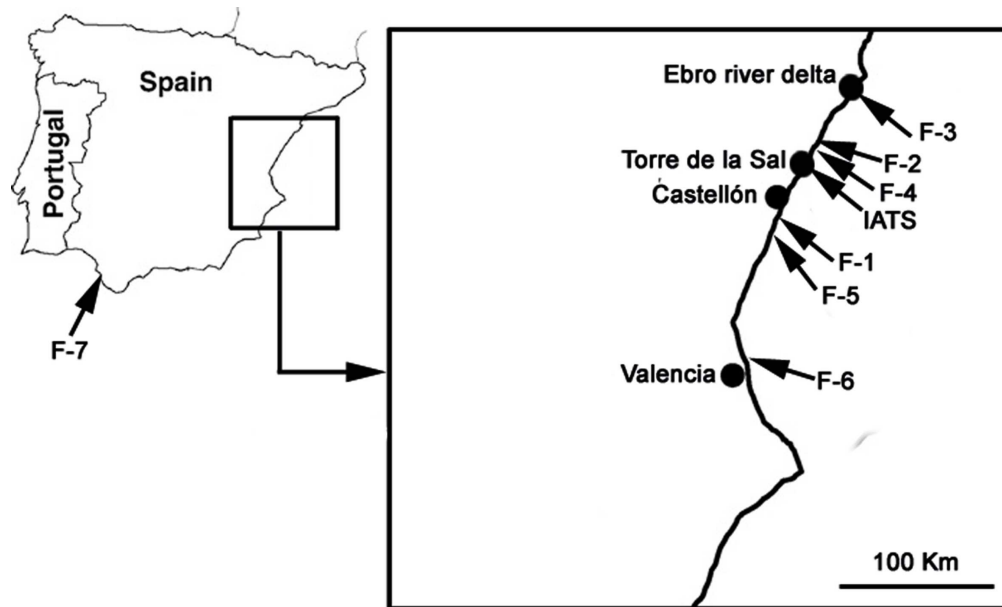 Spain
Portugal
F-7
Ebro river delta
F-3
F-2
Torre de la Sal
F-4
Castellón
IATS
F-1
F-5
Valencia
F-6
100 Km